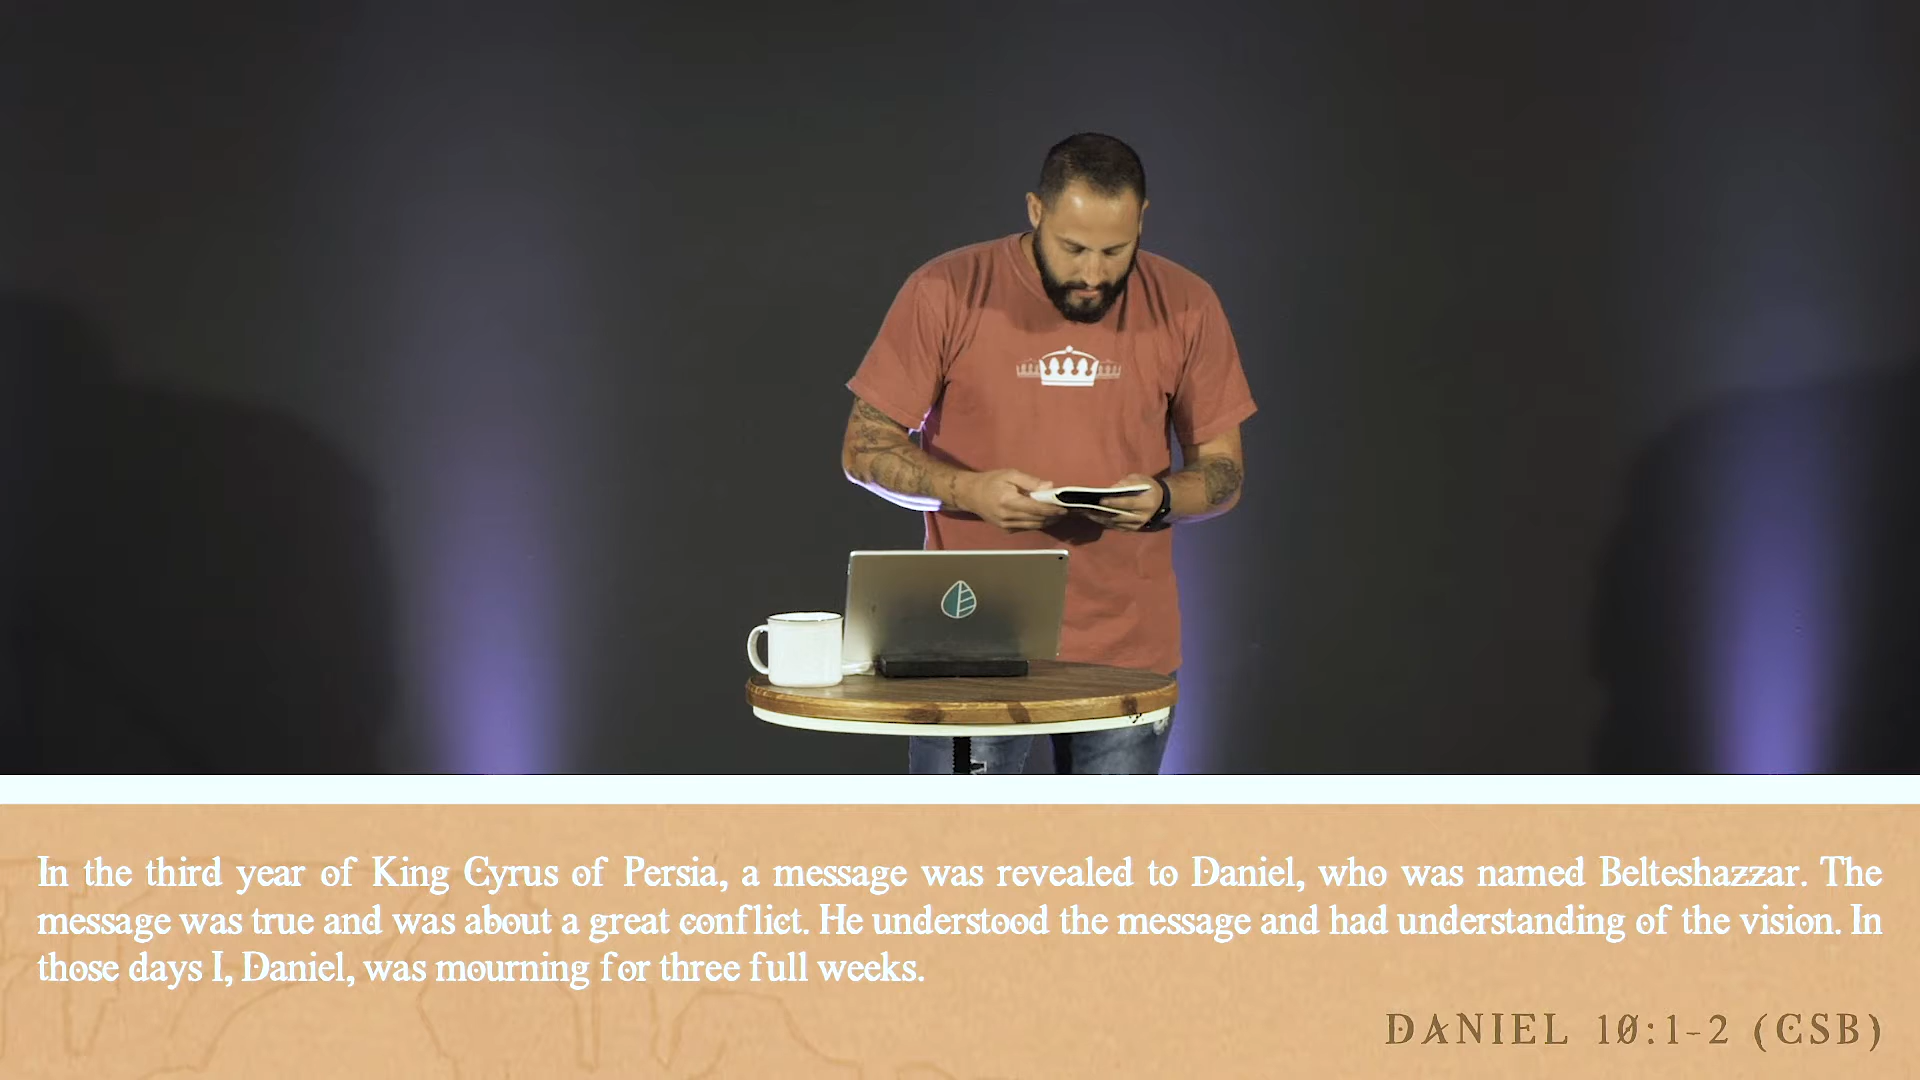 In the third year of King Cyrus of Persia, a message was revealed to Daniel, who was named Belteshazzar. The
message was true and was about a great conflict. He understood the message and had understanding of the vision. In
those days I, Daniel, was mourning for three full weeks.
DANIEL 10:1-2 (CSB)